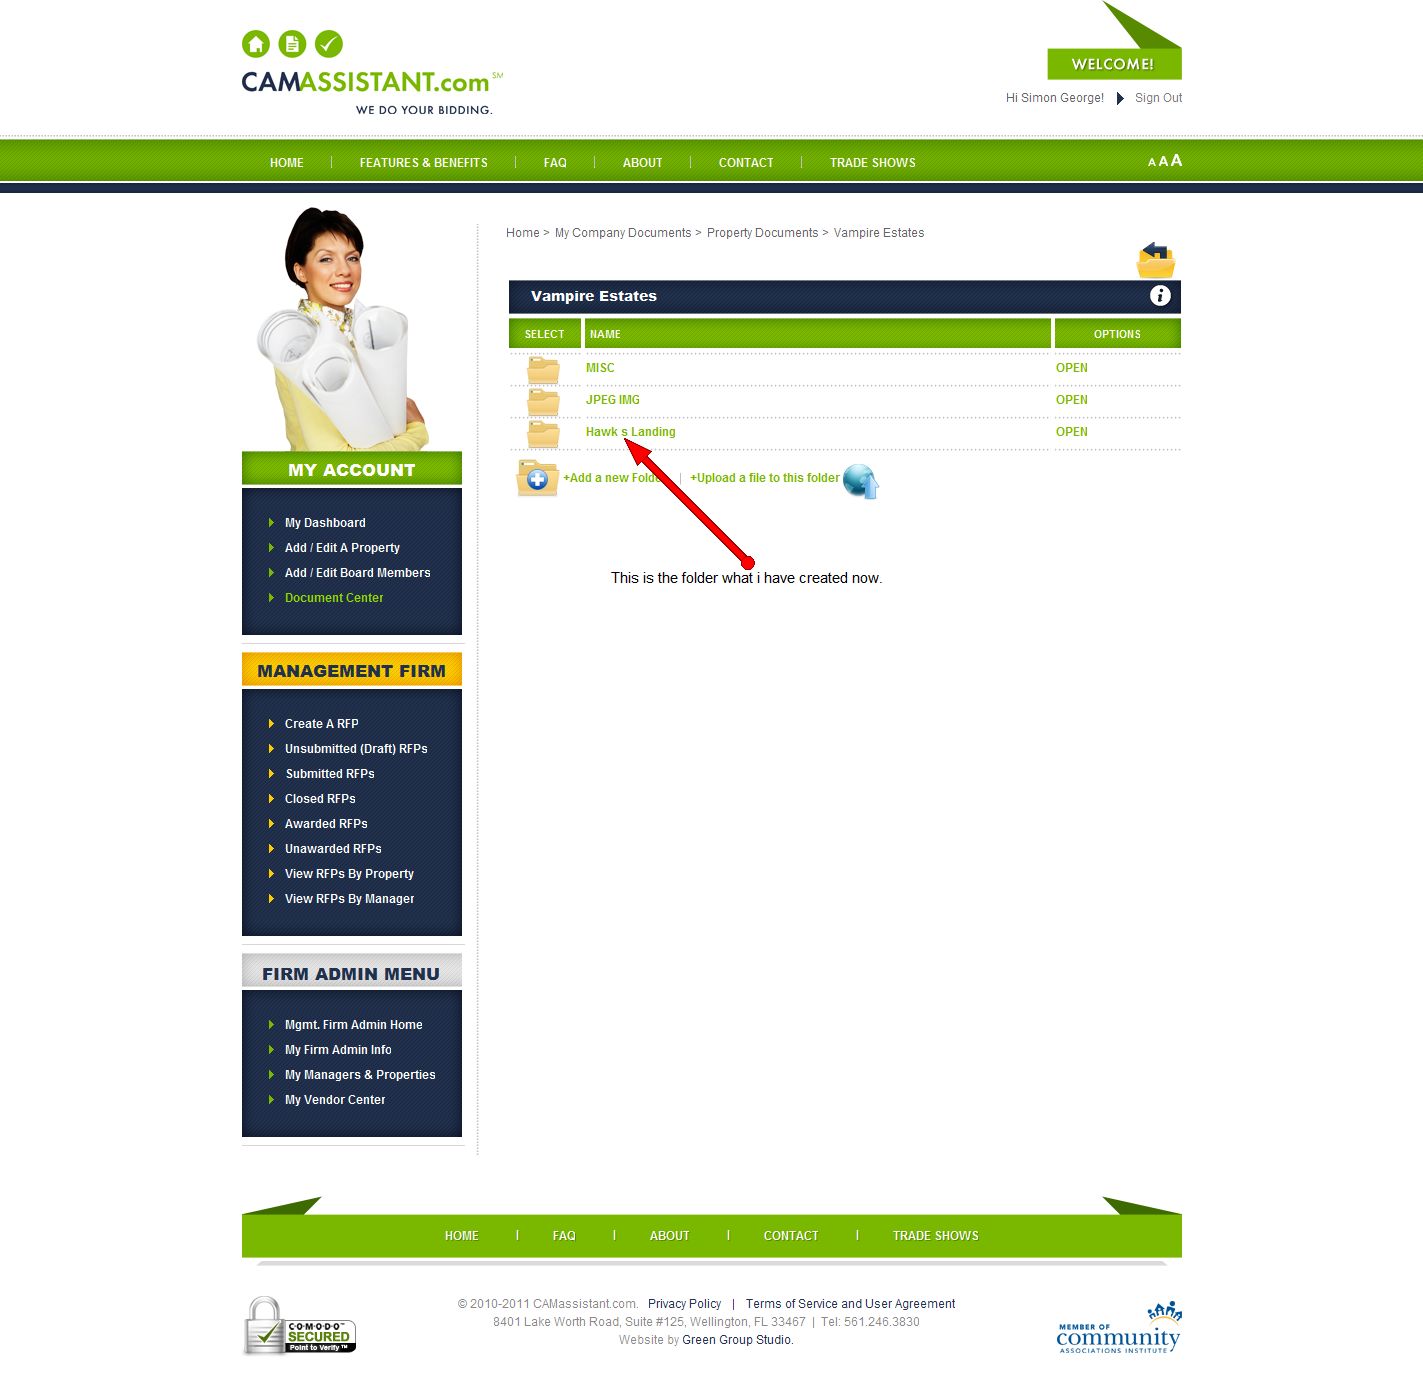 CAMASSISTANT.com SM
WE DO YOUR BIDDING.
WELCOME!
Hi Simon George! Sign Out
HOME FEATURES & BENEFITS FAQ ABOUT CONTACT TRADE SHOWS A A A
Home > My Company Documents > Property Documents > Vampire Estates
Vampire Estates i
SELECT NAME OPTIONS
MISC OPEN
JPEG IMG OPEN
Hawk s Landing OPEN
+Add a new Folder | +Upload a file to this folder
This is the folder what i have created now.
MY ACCOUNT
My Dashboard
Add / Edit A Property
Add / Edit Board Members
Document Center
MANAGEMENT FIRM
Create A RFP
Unsubmitted (Draft) RFPs
Submitted RFPs
Closed RFPs
Awarded RFPs
Unawarded RFPs
View RFPs By Property
View RFPs By Manager
FIRM ADMIN MENU
Mgmt. Firm Admin Home
My Firm Admin Info
My Managers & Properties
My Vendor Center
HOME | FAQ | ABOUT | CONTACT | TRADE SHOWS
© 2010-2011 CAMassistant.com. Privacy Policy | Terms of Service and User Agreement
8401 Lake Worth Road, Suite #125, Wellington, FL 33467 | Tel: 561.246.3830
Website by Green Group Studio.
COMODO
SECURED
Point to Verify TM
MEMBER OF
community
ASSOCIATIONS INSTITUTE